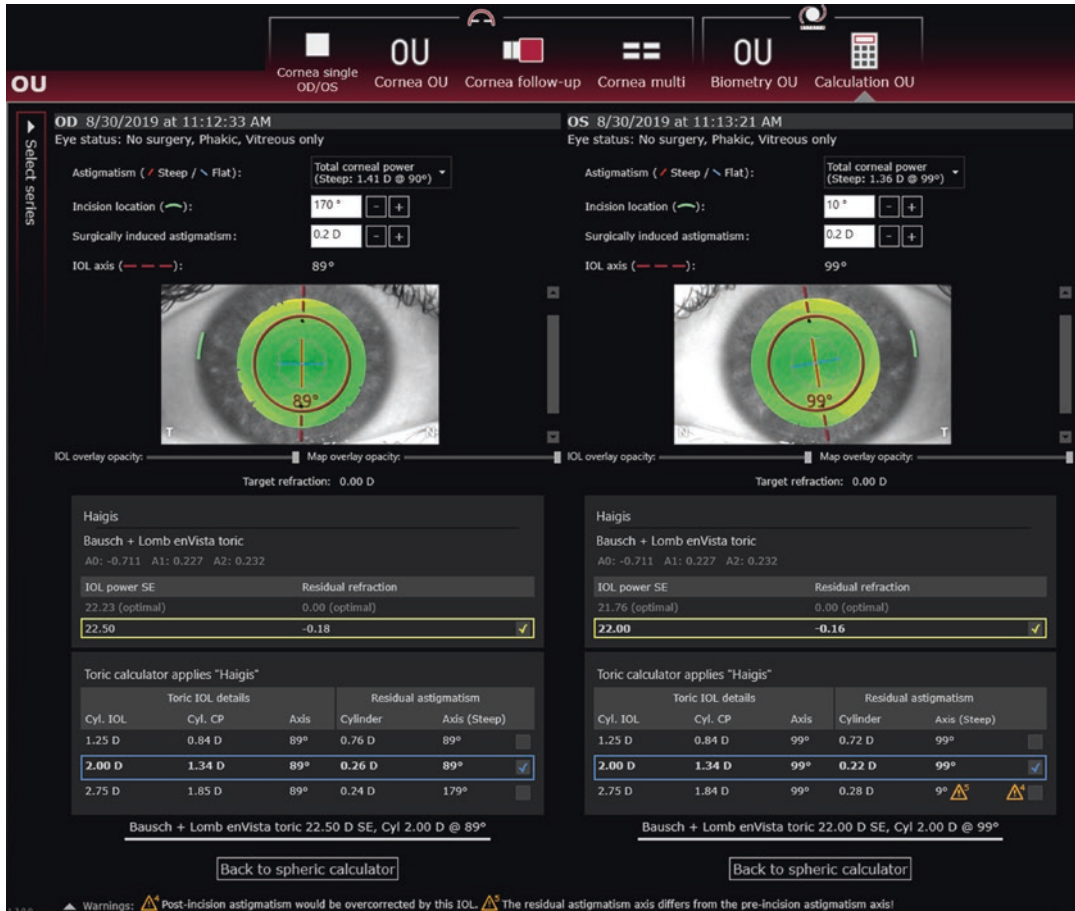 OU
Cornea single
OD/OS
OU
Cornea OU
Cornea follow-up
Cornea multi
OU
Biometry OU
Calculation OU
Select series
OD 8/30/2019 at 11:12:33 AM
Eye status: No surgery, Phakic, Vitreous only
Astigmatism ( / Steep / \ Flat):
Total corneal power
(Steep: 1.41 D @ 90°)
Incision location ( ):
170 °
- +
Surgically induced astigmatism:
0.2 D
- +
IOL axis (— — —):
89°
89°
T
N
IOL overlay opacity:
Map overlay opacity:
Target refraction: 0.00 D
Haigis
Bausch + Lomb enVista toric
A0: -0.711 A1: 0.227 A2: 0.232
IOL power SE Residual refraction
22.23 (optimal) 0.00 (optimal)
22.50 -0.18
Toric calculator applies "Haigis"
Toric IOL details Residual astigmatism
Cyl. IOL Cyl. CP Axis Cylinder Axis (Steep)
1.25 D 0.84 D 89° 0.76 D 89°
2.00 D 1.34 D 89° 0.26 D 89°
2.75 D 1.85 D 89° 0.24 D 179°
Bausch + Lomb enVista toric 22.50 D SE, Cyl 2.00 D @ 89°
Back to spheric calculator
OS 8/30/2019 at 11:13:21 AM
Eye status: No surgery, Phakic, Vitreous only
Astigmatism ( / Steep / \ Flat):
Total corneal power
(Steep: 1.36 D @ 99°)
Incision location ( ):
10 °
- +
Surgically induced astigmatism:
0.2 D
- +
IOL axis (— — —):
99°
99°
N
T
IOL overlay opacity:
Map overlay opacity:
Target refraction: 0.00 D
Haigis
Bausch + Lomb enVista toric
A0: -0.711 A1: 0.227 A2: 0.232
IOL power SE Residual refraction
21.76 (optimal) 0.00 (optimal)
22.00 -0.16
Toric calculator applies "Haigis"
Toric IOL details Residual astigmatism
Cyl. IOL Cyl. CP Axis Cylinder Axis (Steep)
1.25 D 0.84 D 99° 0.72 D 99°
2.00 D 1.34 D 99° 0.22 D 99°
2.75 D 1.84 D 99° 0.28 D 9° 5 4
Bausch + Lomb enVista toric 22.00 D SE, Cyl 2.00 D @ 99°
Back to spheric calculator
Warnings: 4 Post-incision astigmatism would be overcorrected by this IOL. 5 The residual astigmatism axis differs from the pre-incision astigmatism axis!